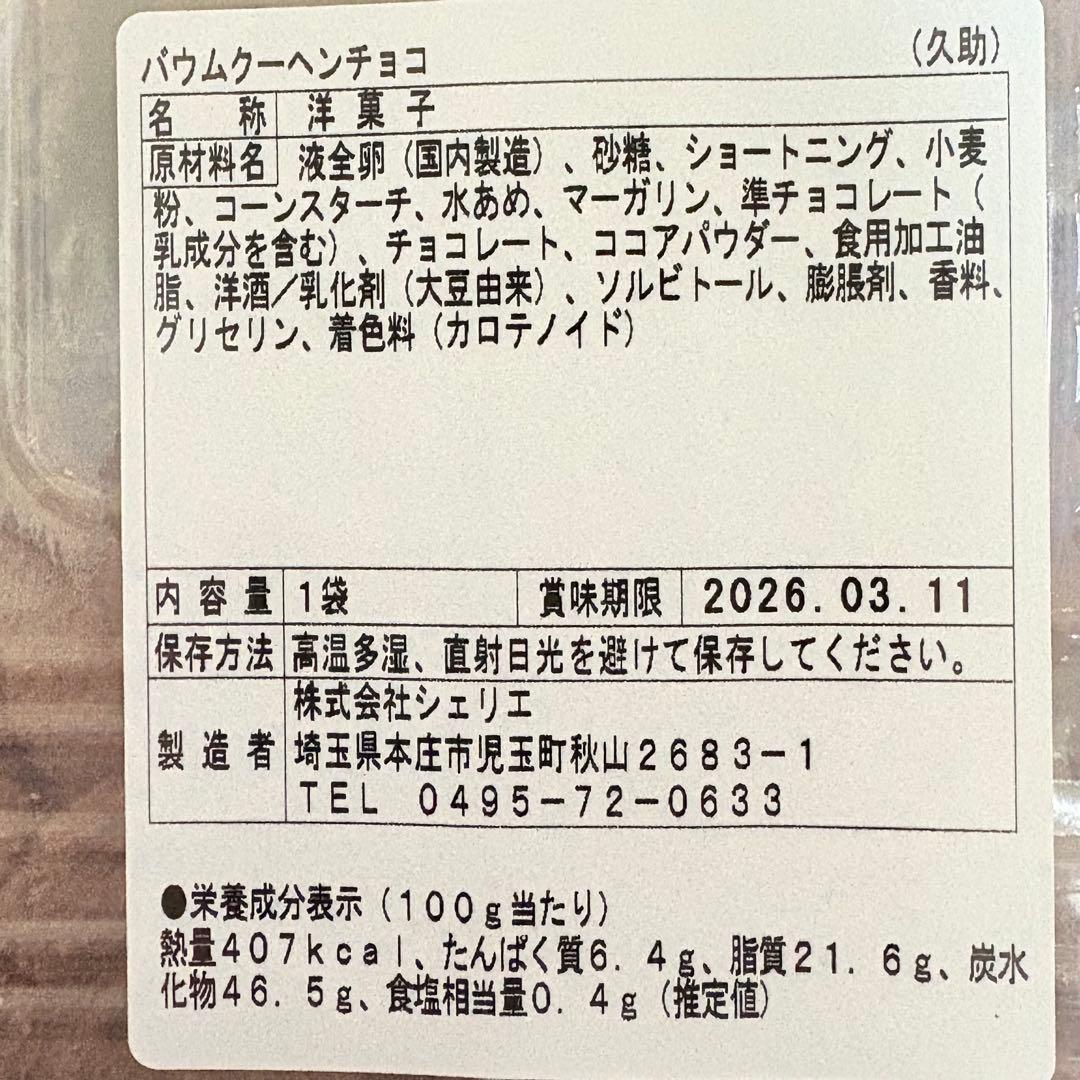 バウムクーヘンチョコ （久助）
名称 洋菓子
原材料名 液全卵（国内製造）、砂糖、ショートニング、小麦
粉、コーンスターチ、水あめ、マーガリン、準チョコレート（
乳成分を含む）、チョコレート、ココアパウダー、食用加工油
脂、洋酒／乳化剤（大豆由来）、ソルビトール、膨脹剤、香料、
グリセリン、着色料（カロテノイド）
内容量 1袋 賞味期限 2026.03.11
保存方法 高温多湿、直射日光を避けて保存してください。
株式会社シェリエ
製造者 埼玉県本庄市児玉町秋山２６８３－１
ＴＥＬ ０４９５－７２－０６３３
●栄養成分表示（１００ｇ当たり）
熱量４０７ｋｃａｌ、たんぱく質６．４ｇ、脂質２１．６ｇ、炭水
化物４６．５ｇ、食塩相当量０．４ｇ（推定値）